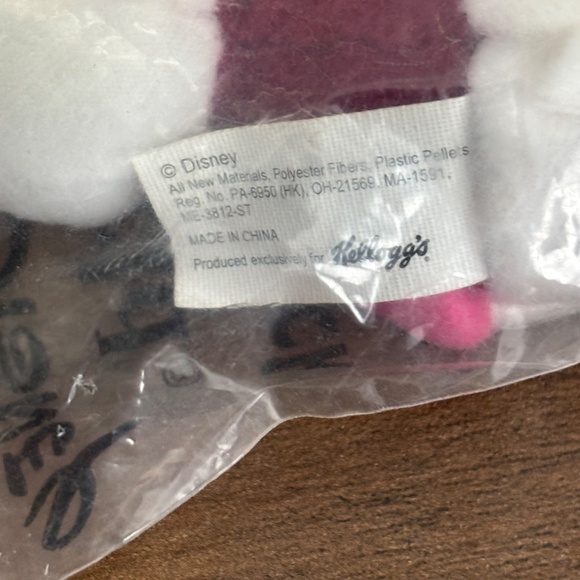 © Disney
All New Materials, Polyester Fibers, Plastic Pellets
Reg. No. PA-6950 (HK), OH-21569, MA-1591,
ME-3812-ST
MADE IN CHINA
Produced exclusively for Kellogg's